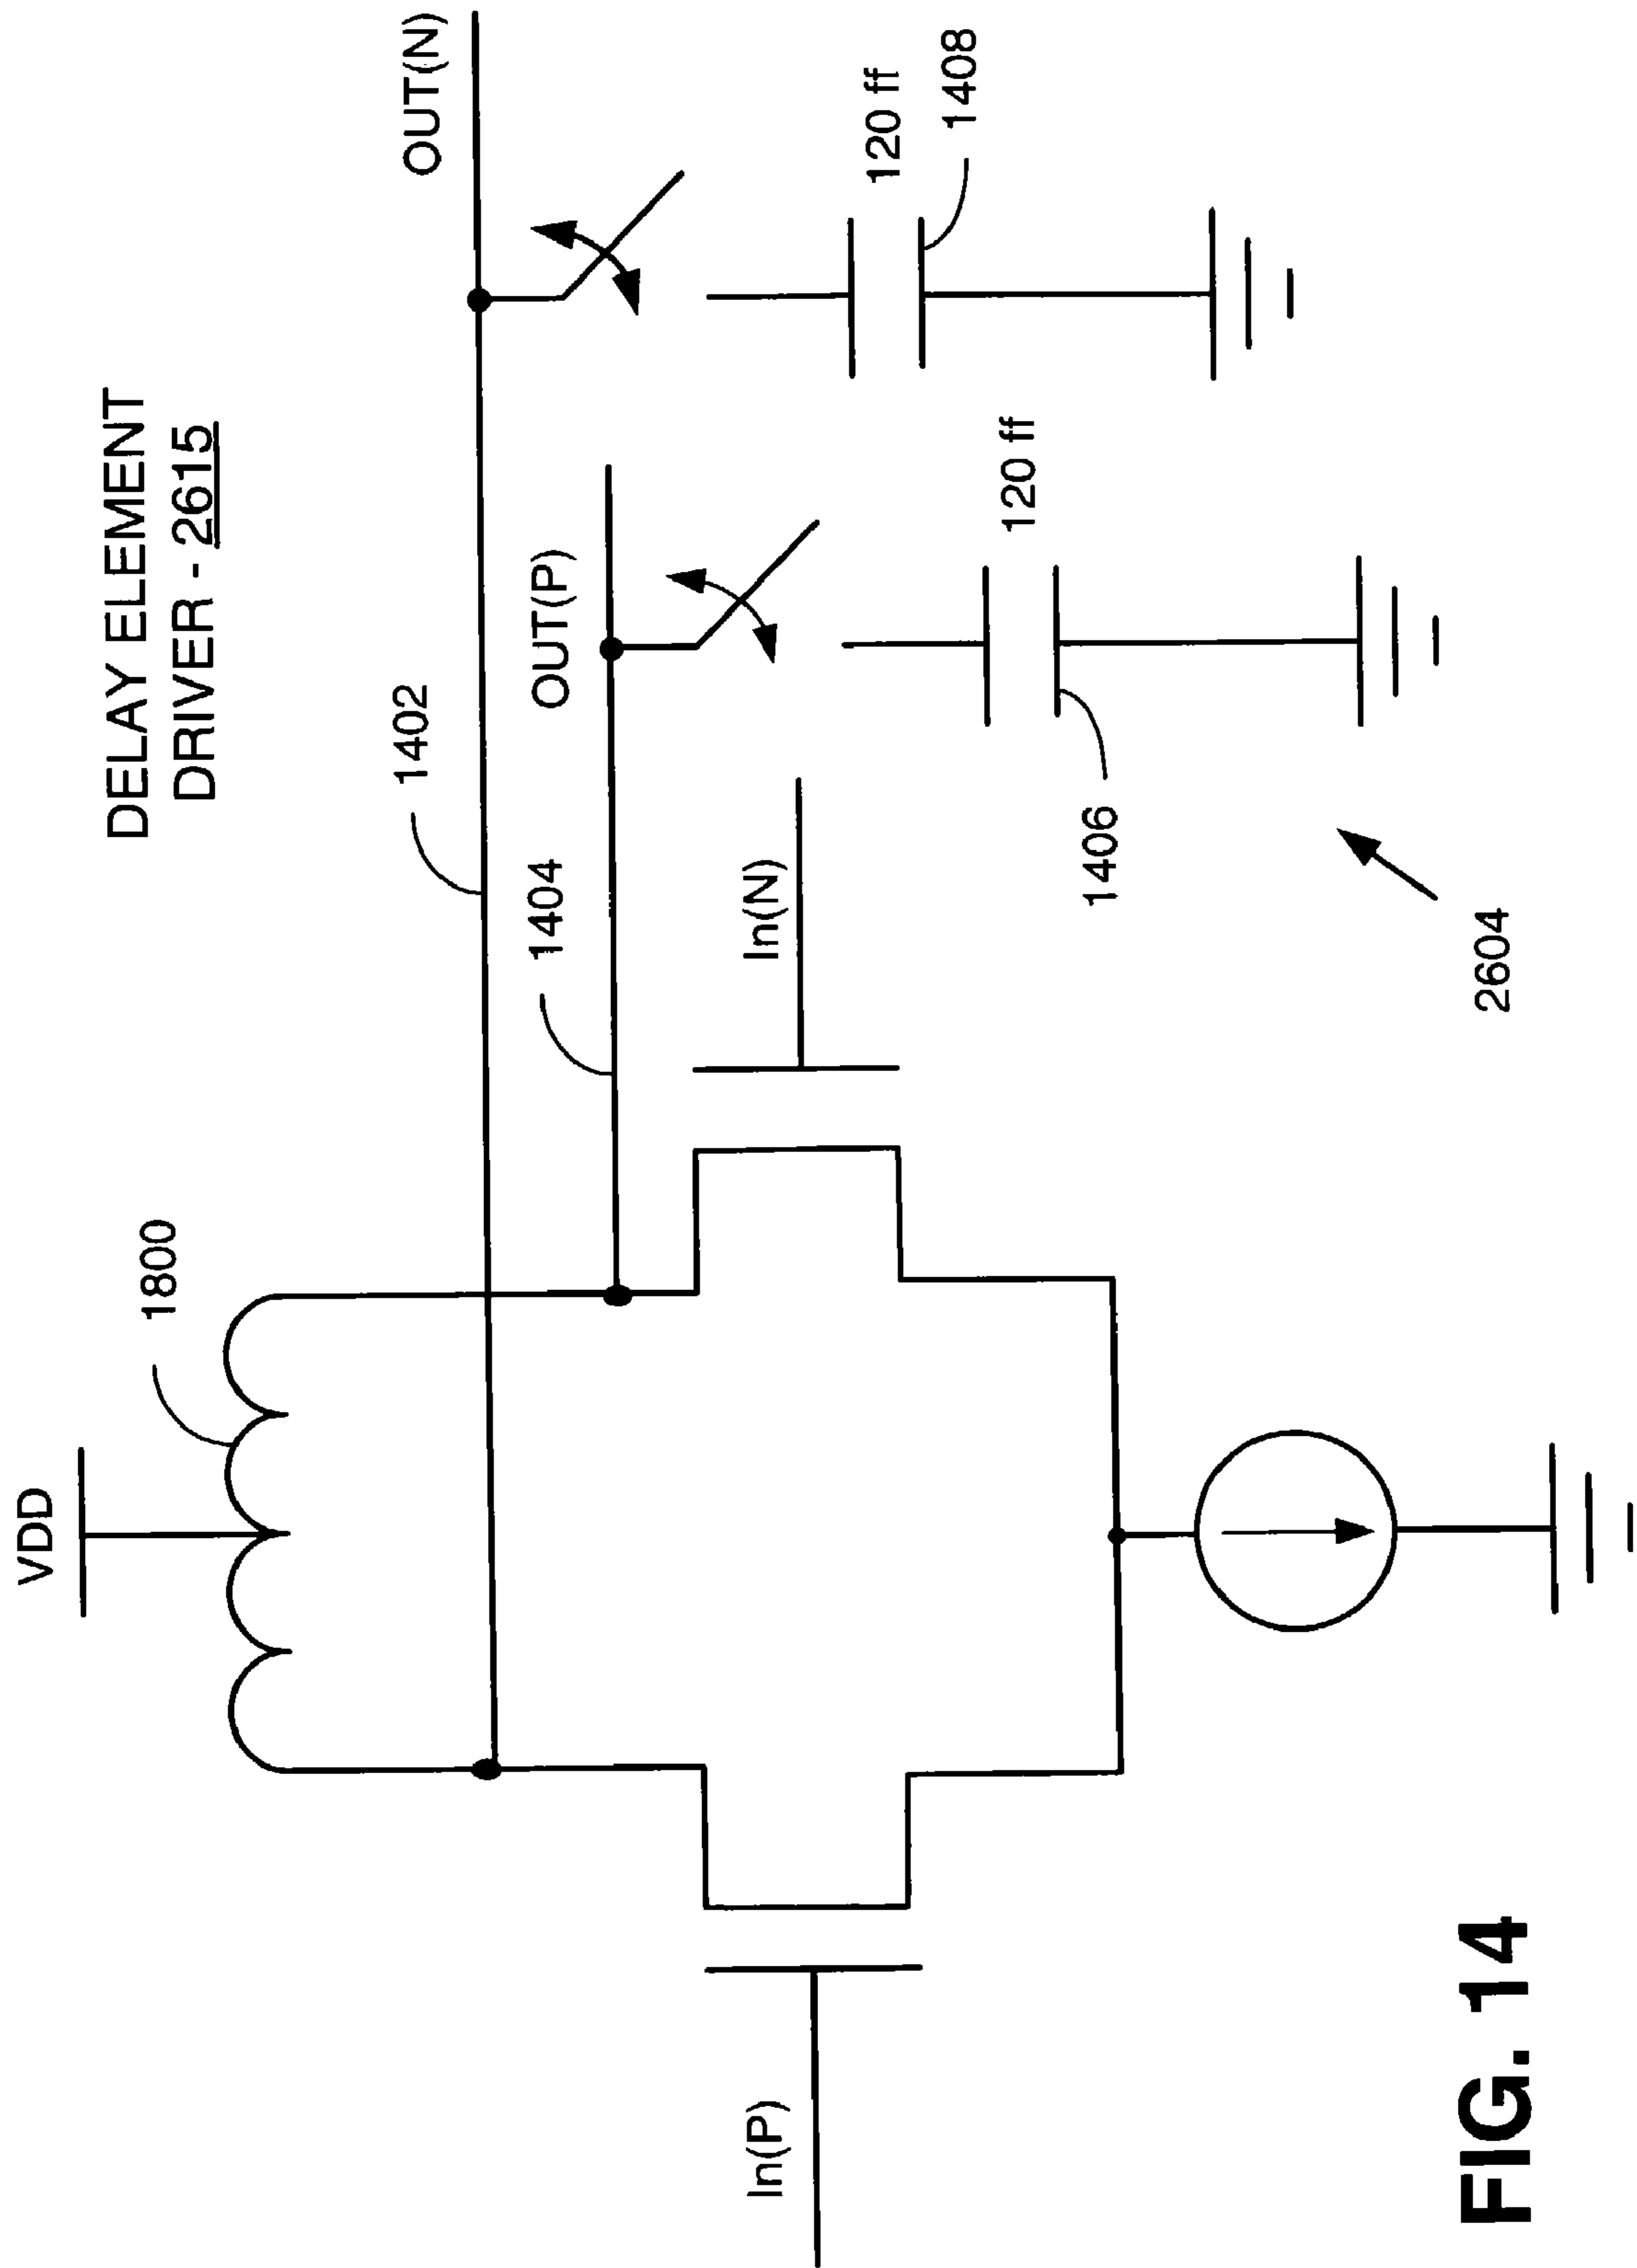 DELAY ELEMENT
DRIVER - 2615
VDD
1800
1402
OUT(N)
1404
OUT(P)
In(P)
In(N)
120 ff
1408
120 ff
1406
2604
FIG. 14